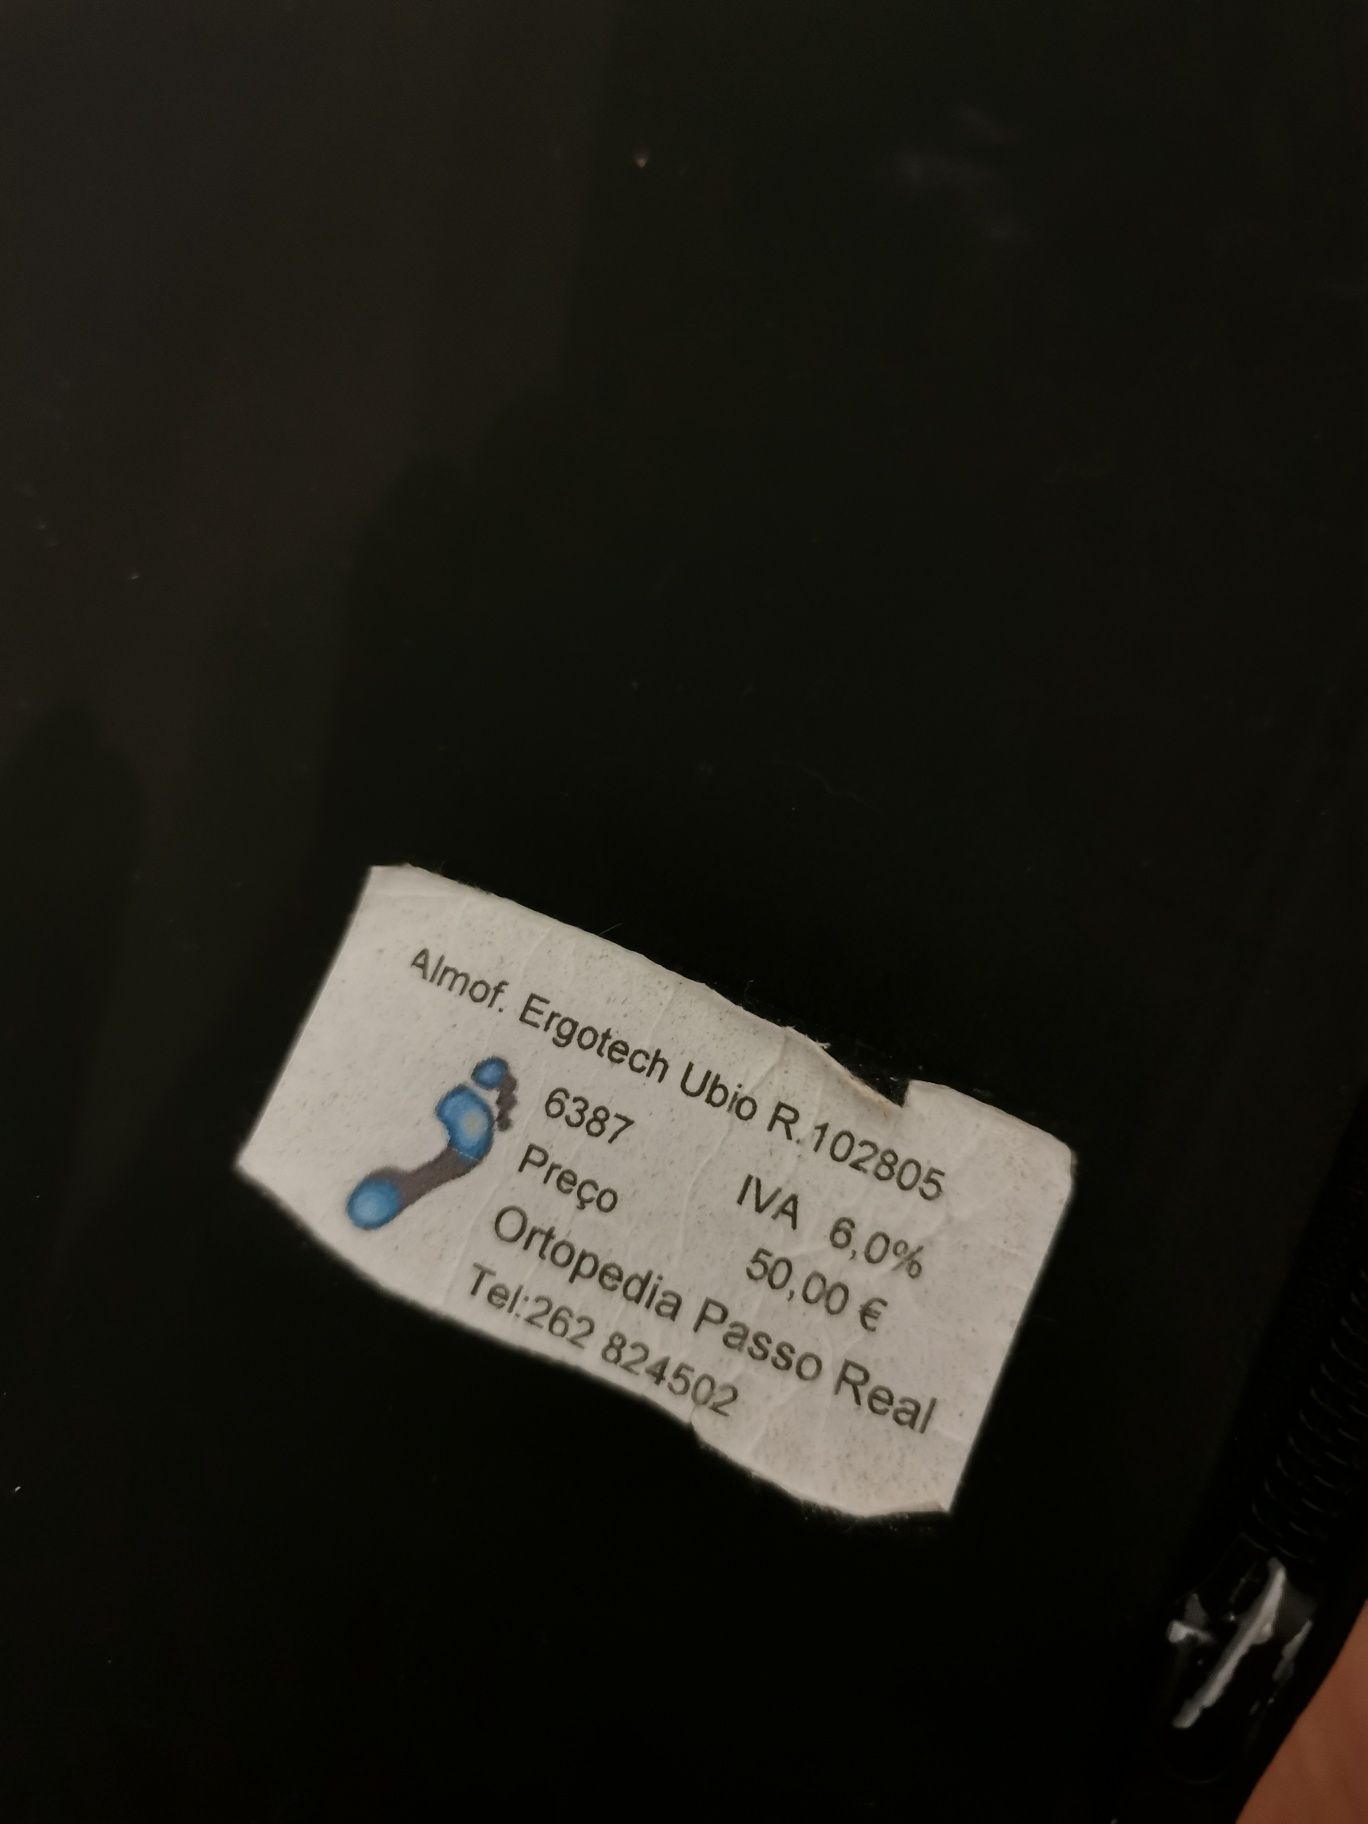 Almof. Ergotech Ubio R.102805
6387 IVA 6,0%
Preço 50,00 €
Ortopedia Passo Real
Tel:262 824502